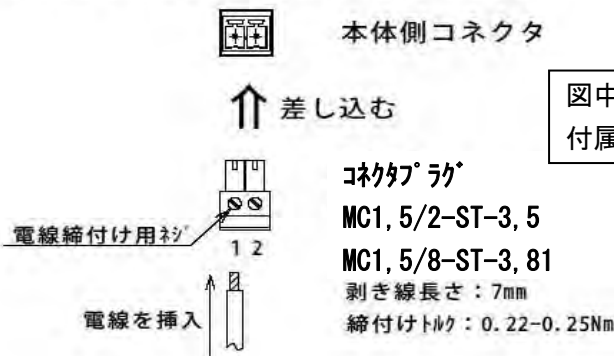 本体側コネクタ
差し込む
図中
付属
コネクタプラグ
MC1,5/2-ST-3,5
電線締付け用ネジ
1 2
MC1,5/8-ST-3,81
剥き線長さ：7mm
電線を挿入
締付けトルク：0.22-0.25Nm